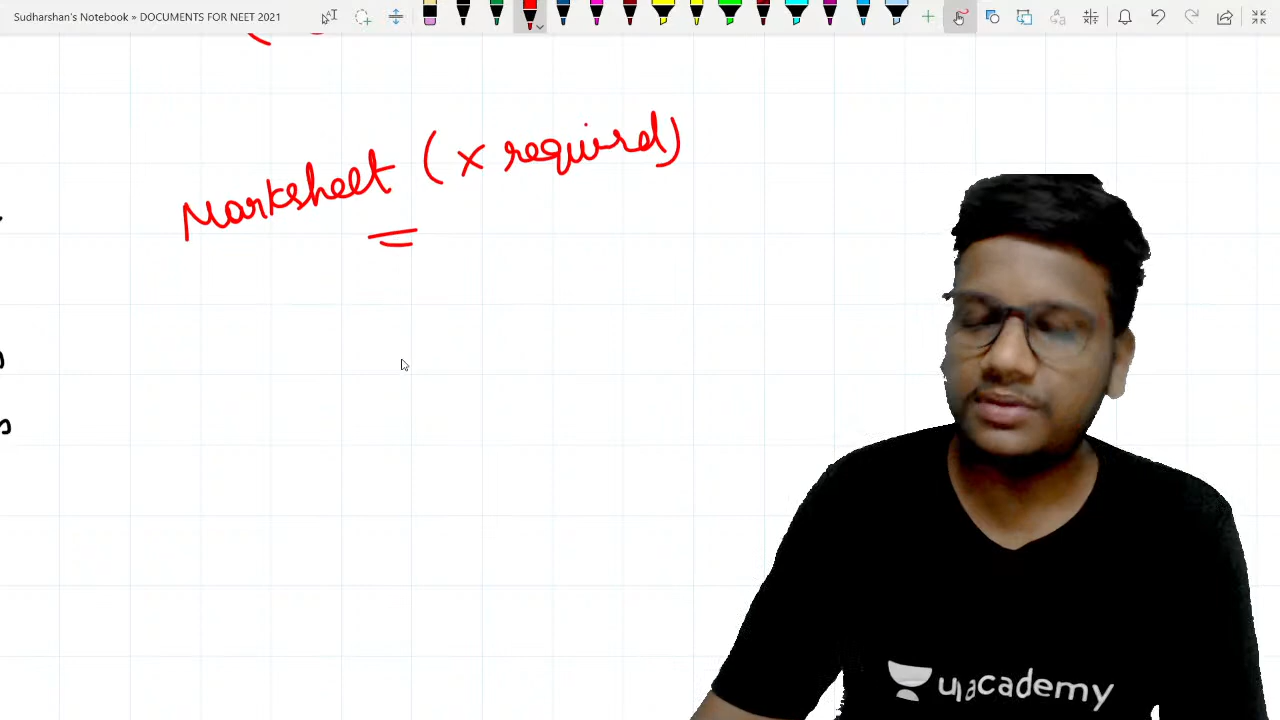 Sudharshan's Notebook » DOCUMENTS FOR NEET 2021
Marksheet (x required)
unacademy